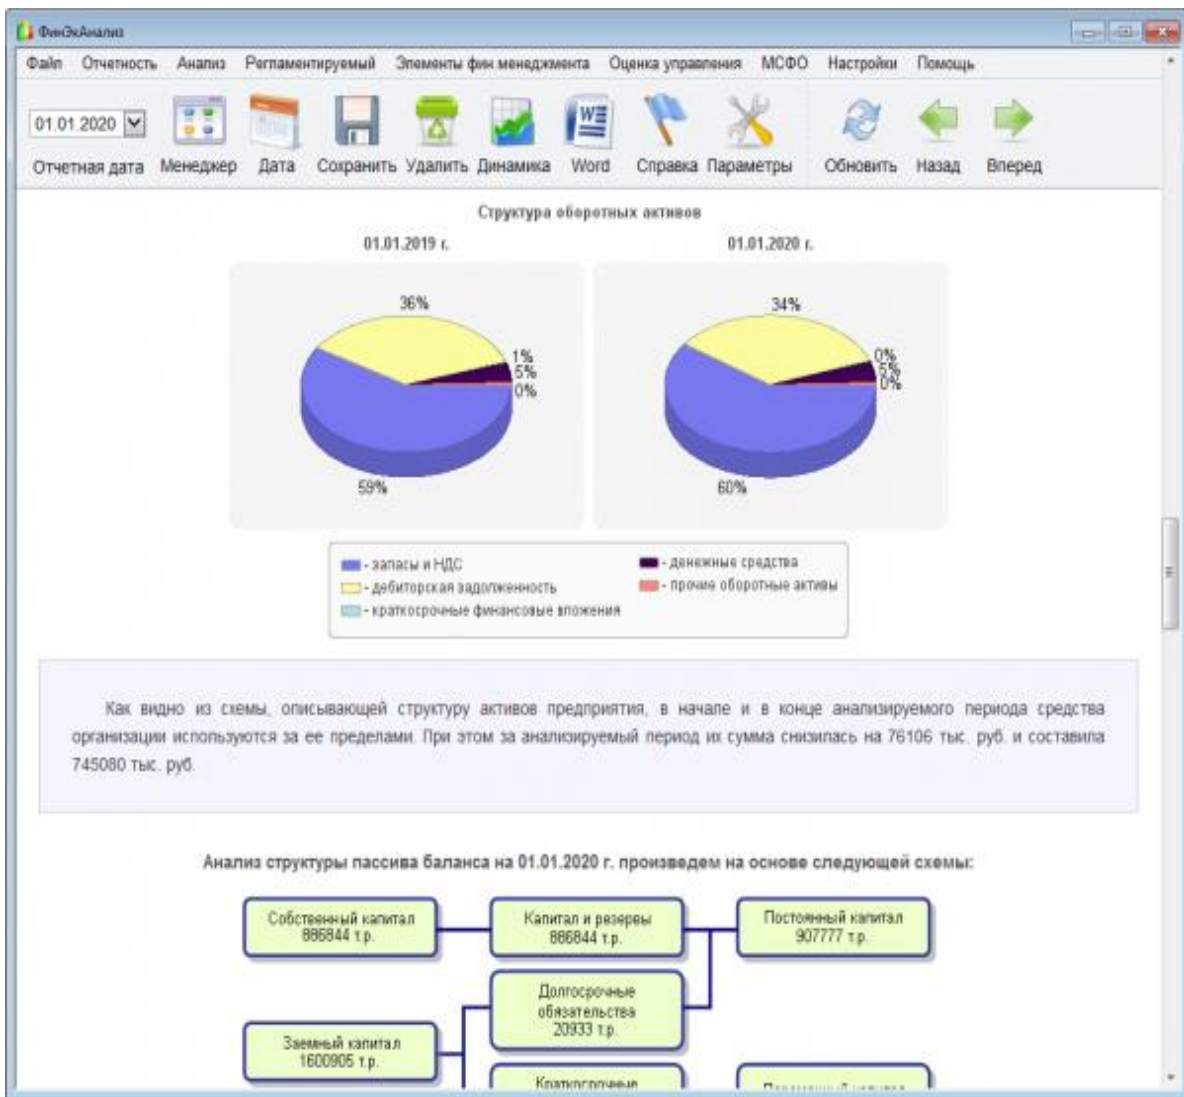 ФинЭкАнализ
Файл Отчетность Анализ Регламентируемый Элементы фин.менеджмента Оценка управления МСФО Настройки Помощь
01.01.2020
Отчетная дата Менеджер Дата Сохранить Удалить Динамика Word Справка Параметры Обновить Назад Вперед
Структура оборотных активов
01.01.2019 г. 01.01.2020 г.
36% 34%
1% 0%
5% 5%
0% 0%
59% 60%
- запасы и НДС - денежные средства
- дебиторская задолженность - прочие оборотные активы
- краткосрочные финансовые вложения
Как видно из схемы, описывающей структуру активов предприятия, в начале и в конце анализируемого периода средства
организации используются за ее пределами. При этом за анализируемый период их сумма снизилась на 76106 тыс. руб. и составила
745080 тыс. руб.
Анализ структуры пассива баланса на 01.01.2020 г. произведем на основе следующей схемы:
Собственный капитал Капитал и резервы Постоянный капитал
886844 т.р. 886844 т.р. 907777 т.р.
Долгосрочные
обязательства
20933 т.р.
Заемный капитал
1600905 т.р.
Краткосрочные